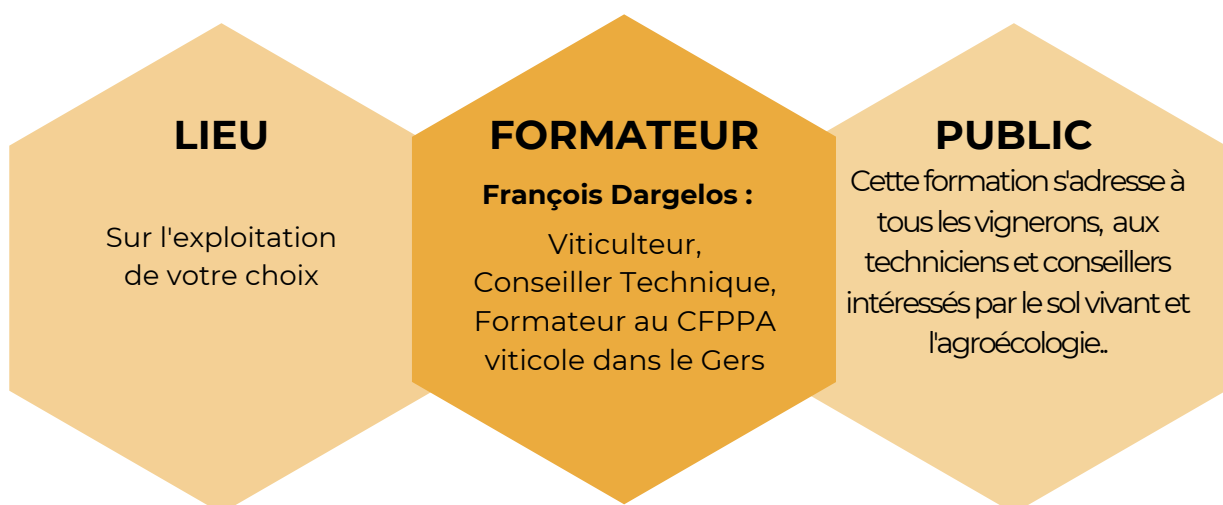 LIEU
Sur l'exploitation
de votre choix
FORMATEUR
François Dargelos :
Viticulteur,
Conseiller Technique,
Formateur au CFPPA
viticole dans le Gers
PUBLIC
Cette formation s'adresse à
tous les vignerons, aux
techniciens et conseillers
intéressés par le sol vivant et
l'agroécologie..